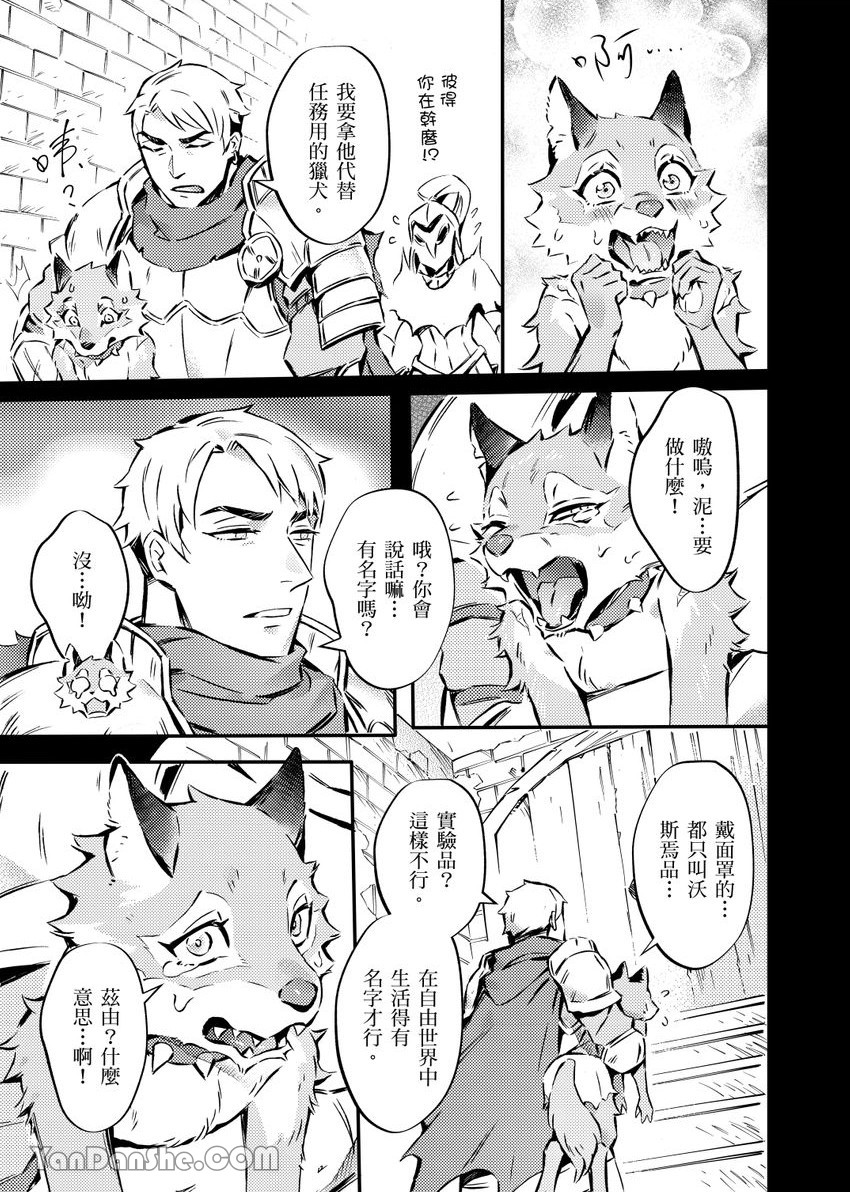 啊……
彼得
你在幹麼!?
我要拿他代替
任務用的獵犬。
咦?
嗷嗚，泥…要
做什麼！
哦？你會
說話嘛…
有名字嗎？
沒…呦！
戴面罩的…
都只叫沃
斯焉品…
實驗品？
這樣不行。
在自由世界中
生活得有
名字才行。
茲由？什麼
意思…啊！
YanDanshe.com